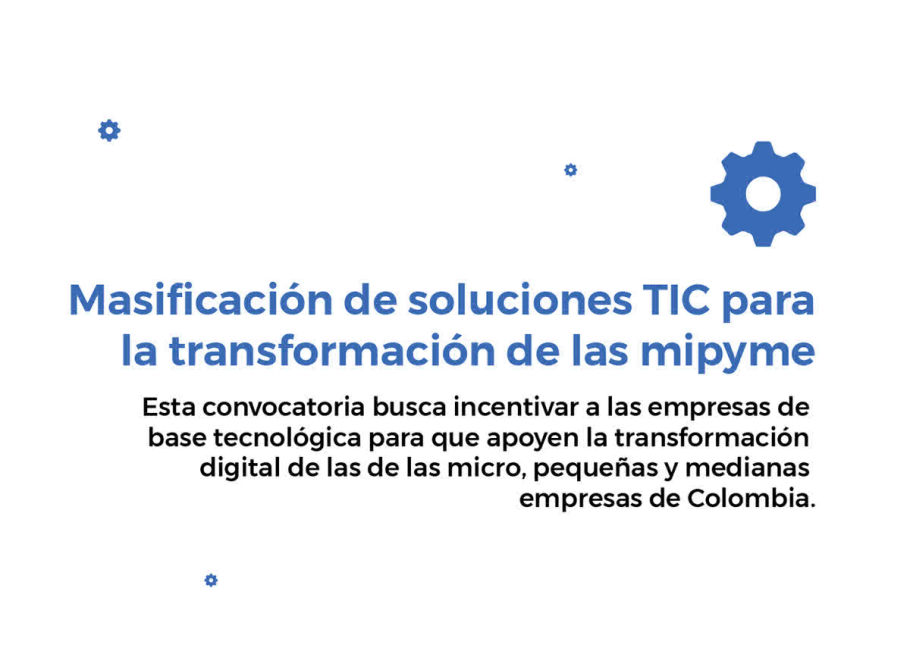 Masificación de soluciones TIC para
la transformación de las mipyme
Esta convocatoria busca incentivar a las empresas de
base tecnológica para que apoyen la transformación
digital de las de las micro, pequeñas y medianas
empresas de Colombia.